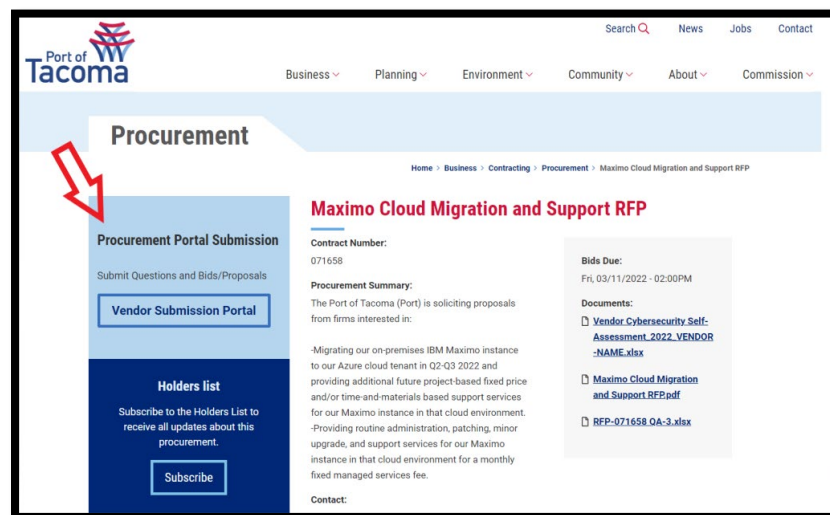 Port of
Tacoma
Search News Jobs Contact
Business Planning Environment Community About Commission
Procurement
Home > Business > Contracting > Procurement > Maximo Cloud Migration and Support RFP
Procurement Portal Submission
Submit Questions and Bids/Proposals
Vendor Submission Portal
Holders list
Subscribe to the Holders List to
receive all updates about this
procurement.
Subscribe
Maximo Cloud Migration and Support RFP
Contract Number:
071658
Procurement Summary:
The Port of Tacoma (Port) is soliciting proposals
from firms interested in:
-Migrating our on-premises IBM Maximo instance
to our Azure cloud tenant in Q2-Q3 2022 and
providing additional future project-based fixed price
and/or time-and-materials based support services
for our Maximo instance in that cloud environment.
-Providing routine administration, patching, minor
upgrade, and support services for our Maximo
instance in that cloud environment for a monthly
fixed managed services fee.
Contact:
Bids Due:
Fri, 03/11/2022 - 02:00PM
Documents:
Vendor Cybersecurity Self-
Assessment_2022_VENDOR
-NAME.xlsx
Maximo Cloud Migration
and Support RFP.pdf
RFP-071658 QA-3.xlsx